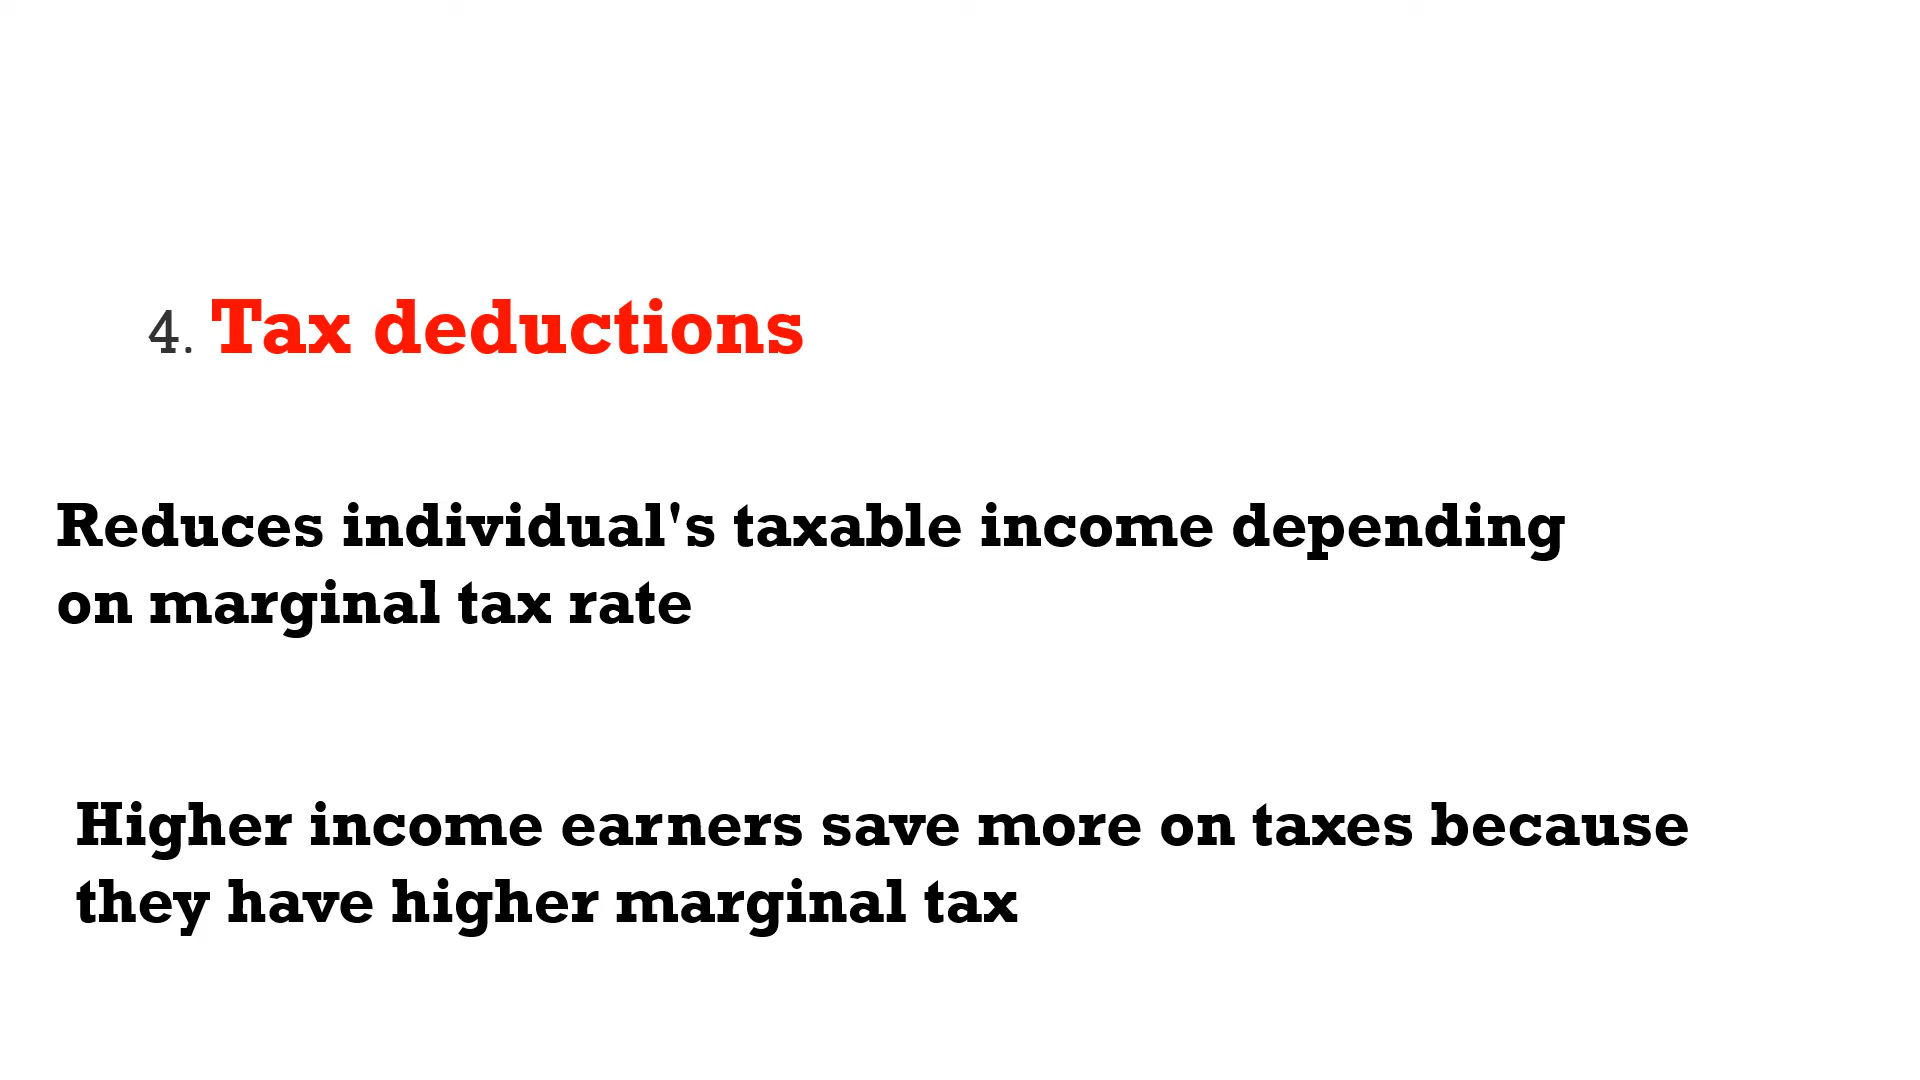 4. Tax deductions
Reduces individual's taxable income depending
on marginal tax rate
Higher income earners save more on taxes because
they have higher marginal tax